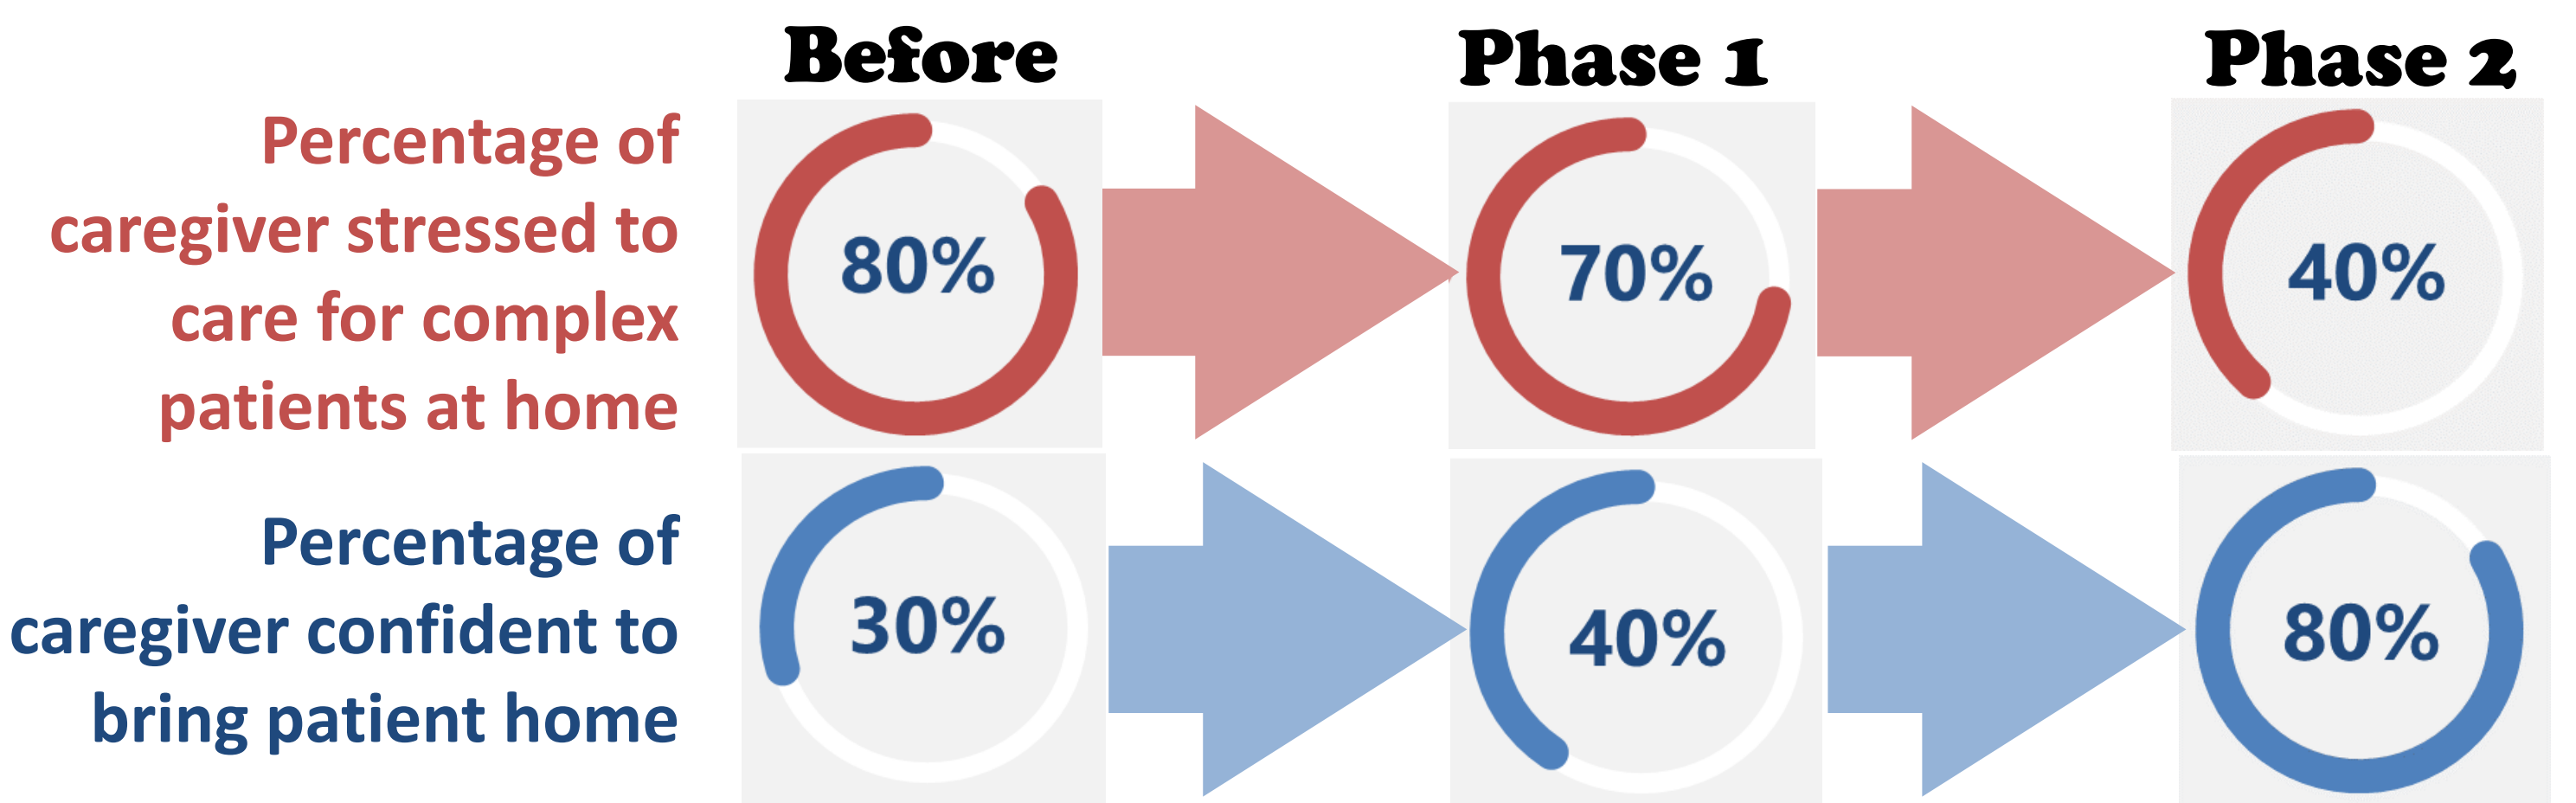 Before Phase 1 Phase 2
Percentage of
caregiver stressed to
care for complex
patients at home
80% 70% 40%
Percentage of
caregiver confident to
bring patient home
30% 40% 80%